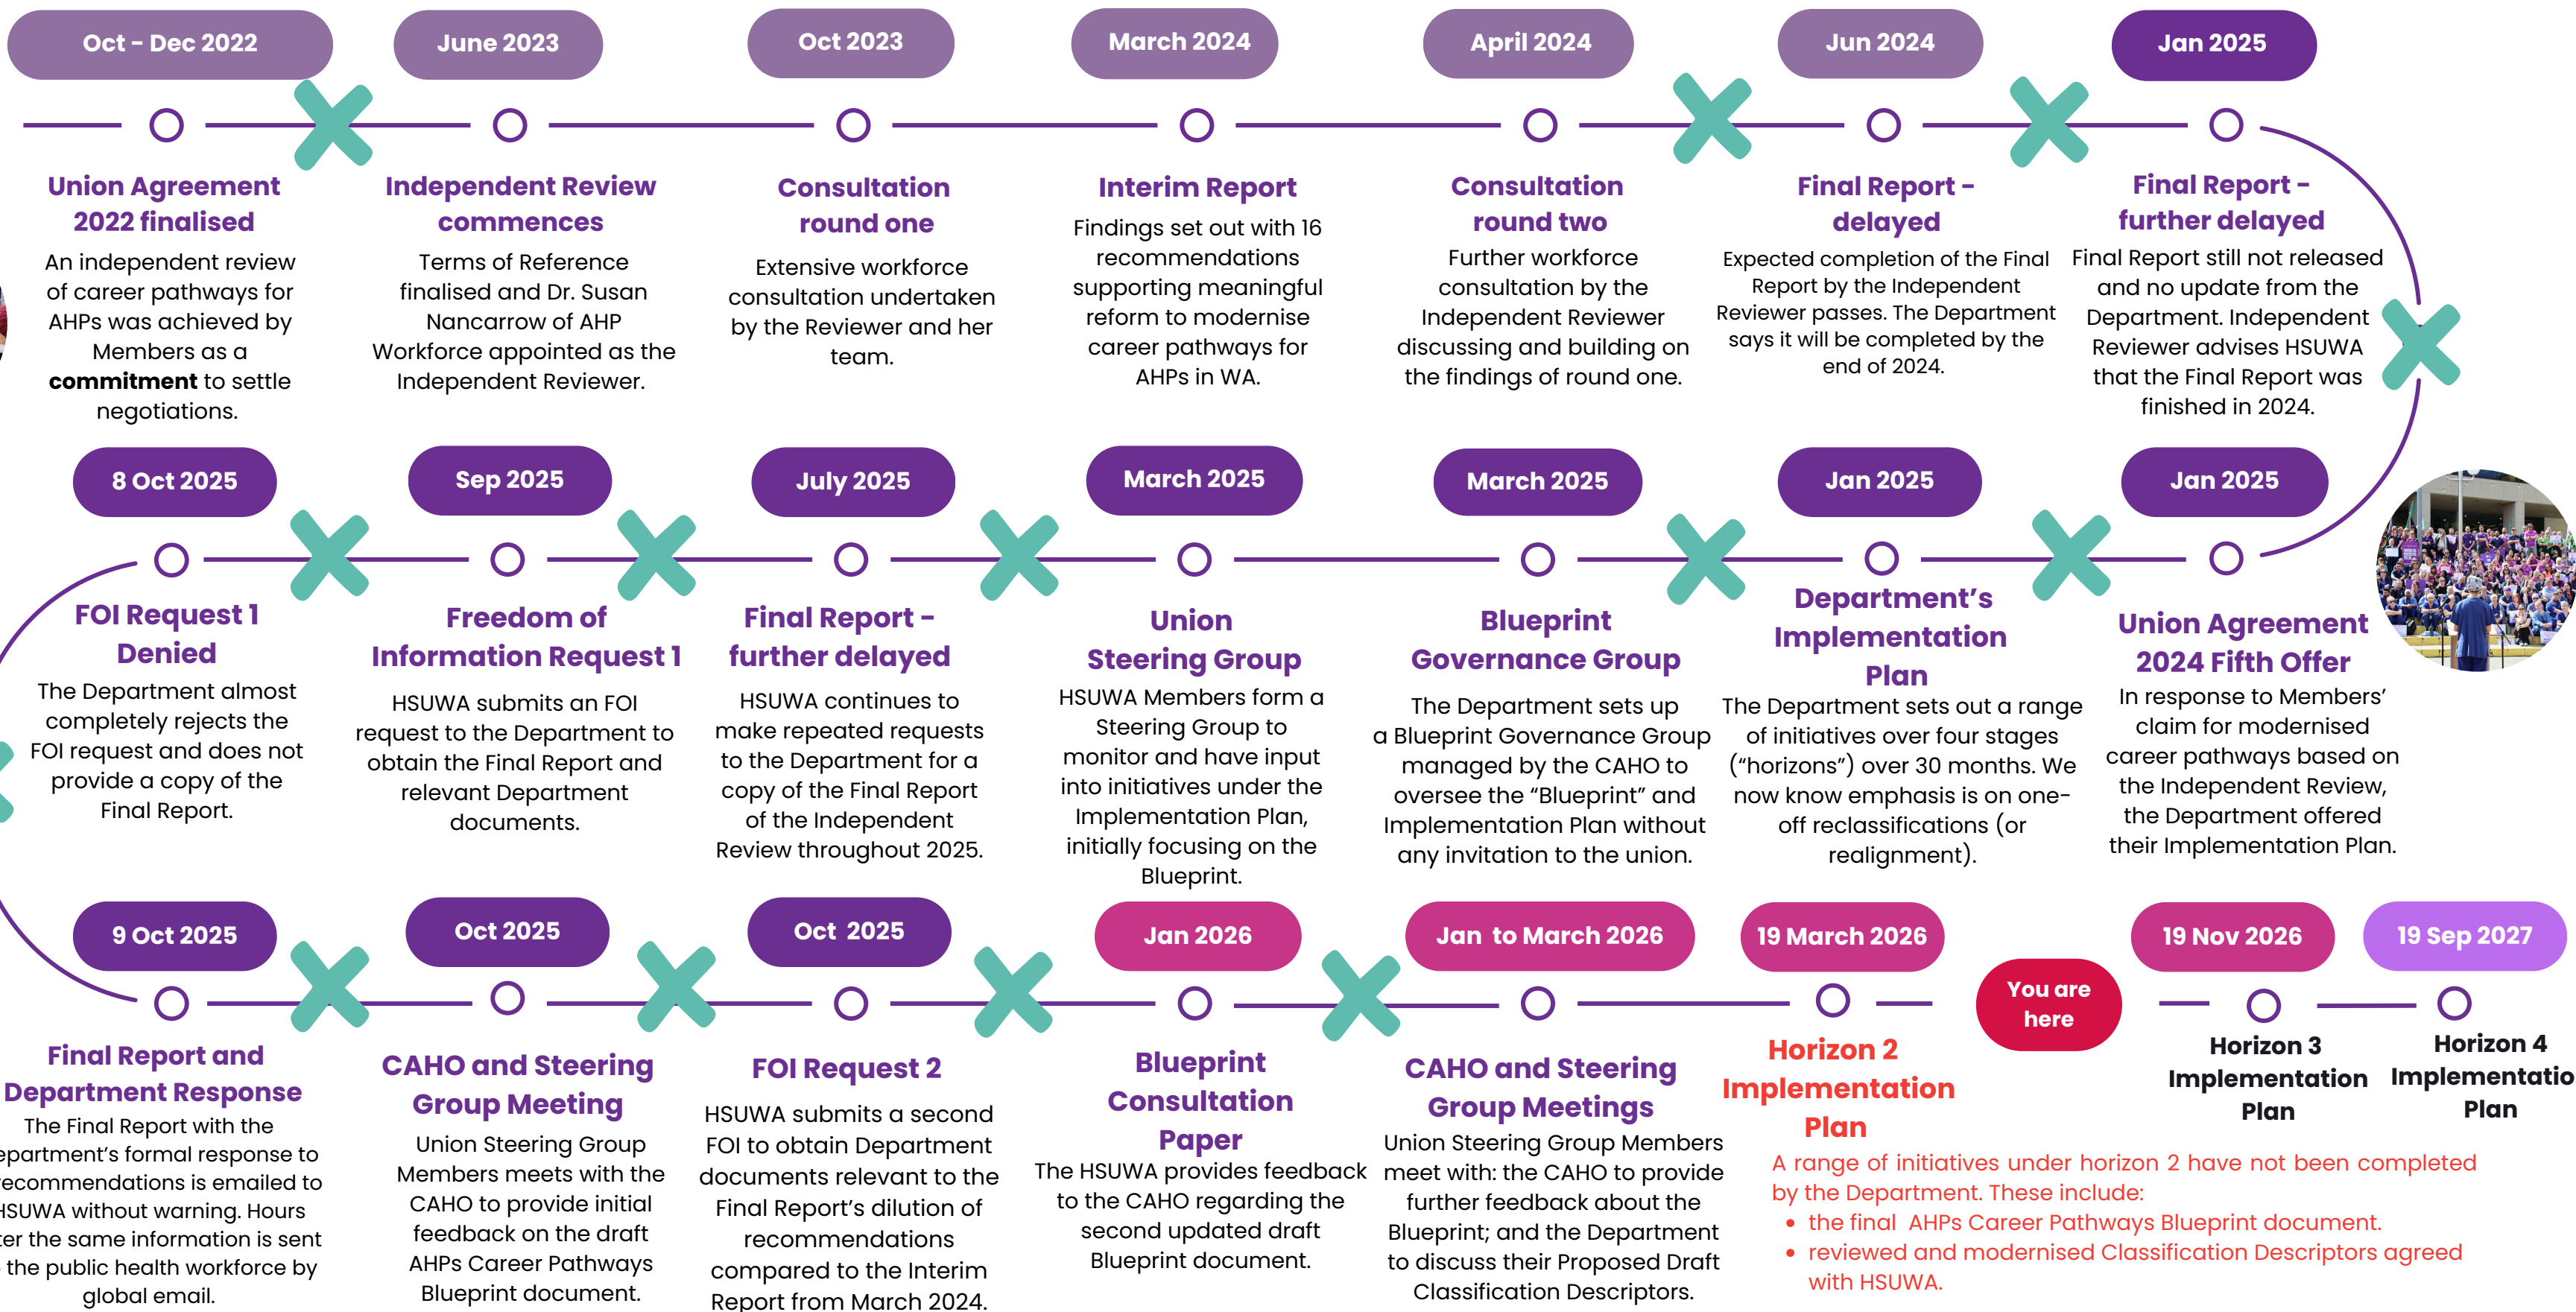 Oct - Dec 2022
Union Agreement
2022 finalised
An independent review
of career pathways for
AHPs was achieved by
Members as a
commitment to settle
negotiations.
June 2023
Independent Review
commences
Terms of Reference
finalised and Dr. Susan
Nancarrow of AHP
Workforce appointed as the
Independent Reviewer.
Oct 2023
Consultation
round one
Extensive workforce
consultation undertaken
by the Reviewer and her
team.
March 2024
Interim Report
Findings set out with 16
recommendations
supporting meaningful
reform to modernise
career pathways for
AHPs in WA.
April 2024
Consultation
round two
Further workforce
consultation by the
Independent Reviewer
discussing and building on
the findings of round one.
Jun 2024
Final Report -
delayed
Expected completion of the Final
Report by the Independent
Reviewer passes. The Department
says it will be completed by the
end of 2024.
Jan 2025
Final Report -
further delayed
Final Report still not released
and no update from the
Department. Independent
Reviewer advises HSUWA
that the Final Report was
finished in 2024.
8 Oct 2025
FOI Request 1
Denied
The Department almost
completely rejects the
FOI request and does not
provide a copy of the
Final Report.
Sep 2025
Freedom of
Information Request 1
HSUWA submits an FOI
request to the Department to
obtain the Final Report and
relevant Department
documents.
July 2025
Final Report -
further delayed
HSUWA continues to
make repeated requests
to the Department for a
copy of the Final Report
of the Independent
Review throughout 2025.
March 2025
Union
Steering Group
HSUWA Members form a
Steering Group to
monitor and have input
into initiatives under the
Implementation Plan,
initially focusing on the
Blueprint.
March 2025
Blueprint
Governance Group
The Department sets up
a Blueprint Governance Group
managed by the CAHO to
oversee the “Blueprint” and
Implementation Plan without
any invitation to the union.
Jan 2025
Department’s
Implementation
Plan
The Department sets out a range
of initiatives over four stages
(“horizons”) over 30 months. We
now know emphasis is on one-
off reclassifications (or
realignment).
Jan 2025
Union Agreement
2024 Fifth Offer
In response to Members’
claim for modernised
career pathways based on
the Independent Review,
the Department offered
their Implementation Plan.
9 Oct 2025
Final Report and
Department Response
The Final Report with the
epartment’s formal response to
recommendations is emailed to
HSUWA without warning. Hours
ter the same information is sent
the public health workforce by
global email.
Oct 2025
CAHO and Steering
Group Meeting
Union Steering Group
Members meets with the
CAHO to provide initial
feedback on the draft
AHPs Career Pathways
Blueprint document.
Oct 2025
FOI Request 2
HSUWA submits a second
FOI to obtain Department
documents relevant to the
Final Report’s dilution of
recommendations
compared to the Interim
Report from March 2024.
Jan 2026
Blueprint
Consultation
Paper
The HSUWA provides feedback
to the CAHO regarding the
second updated draft
Blueprint document.
Jan to March 2026
CAHO and Steering
Group Meetings
Union Steering Group Members
meet with: the CAHO to provide
further feedback about the
Blueprint; and the Department
to discuss their Proposed Draft
Classification Descriptors.
19 March 2026
Horizon 2
Implementation
Plan
A range of initiatives under horizon 2 have not been completed
by the Department. These include:
• the final AHPs Career Pathways Blueprint document.
• reviewed and modernised Classification Descriptors agreed
with HSUWA.
You are
here
19 Nov 2026
Horizon 3
Implementation
Plan
19 Sep 2027
Horizon 4
Implementatio
Plan